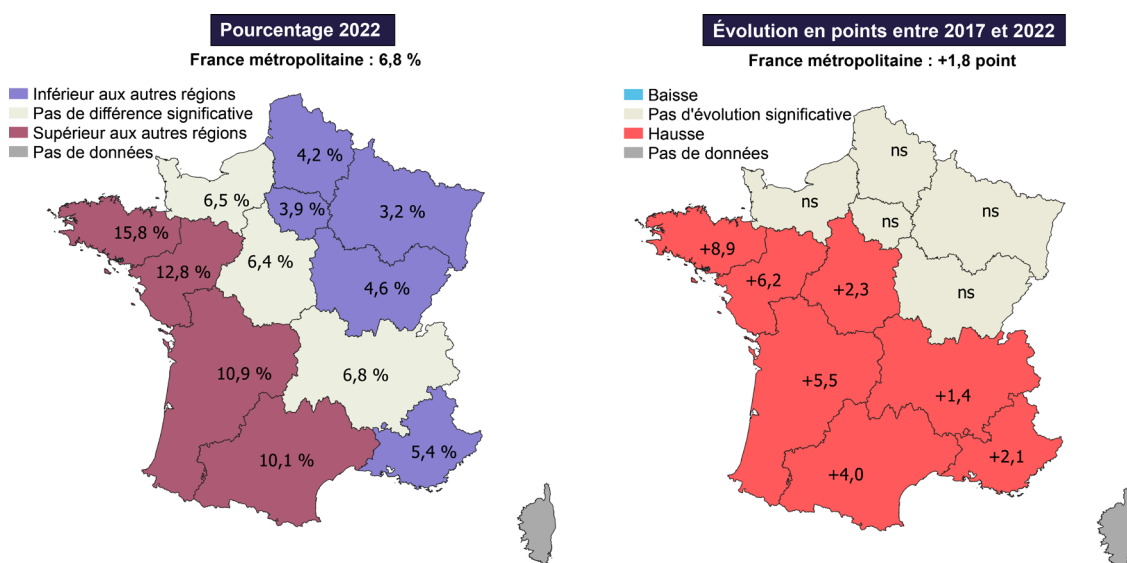 Pourcentage 2022
France métropolitaine : 6,8 %
Inférieur aux autres régions
Pas de différence significative
Supérieur aux autres régions
Pas de données
4,2 %
6,5 %
3,9 %
3,2 %
15,8 %
12,8 %
6,4 %
4,6 %
10,9 %
6,8 %
10,1 %
5,4 %
Évolution en points entre 2017 et 2022
France métropolitaine : +1,8 point
Baisse
Pas d'évolution significative
Hausse
Pas de données
ns
ns
ns
ns
+8,9
+6,2
+2,3
ns
+5,5
+1,4
+4,0
+2,1